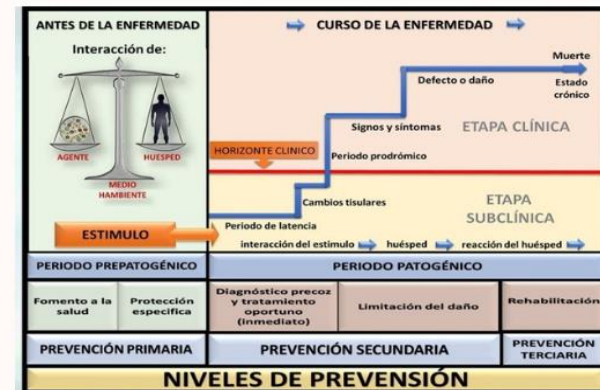 ANTES DE LA ENFERMEDAD
CURSO DE LA ENFERMEDAD
Interacción de:
AGENTE
HUESPED
MEDIO
HAMBIENTE
ESTIMULO
Muerte
Estado
crónico
Defecto o daño
Signos y síntomas
ETAPA CLÍNICA
HORIZONTE CLINICO
Periodo prodrómico
Cambios tisulares
ETAPA
SUBCLÍNICA
Periodo de latencia
interacción del estimulo
huésped
reacción del huésped
PERIODO PREPATOGÉNICO
PERIODO PATOGÉNICO
Fomento a la
salud
Protección
especifica
Diagnóstico precoz
y tratamiento
oportuno
(inmediato)
Limitación del daño
Rehabilitación
PREVENCIÓN PRIMARIA
PREVENCIÓN SECUNDARIA
PREVENCIÓN
TERCIARIA
NIVELES DE PREVENCIÓN